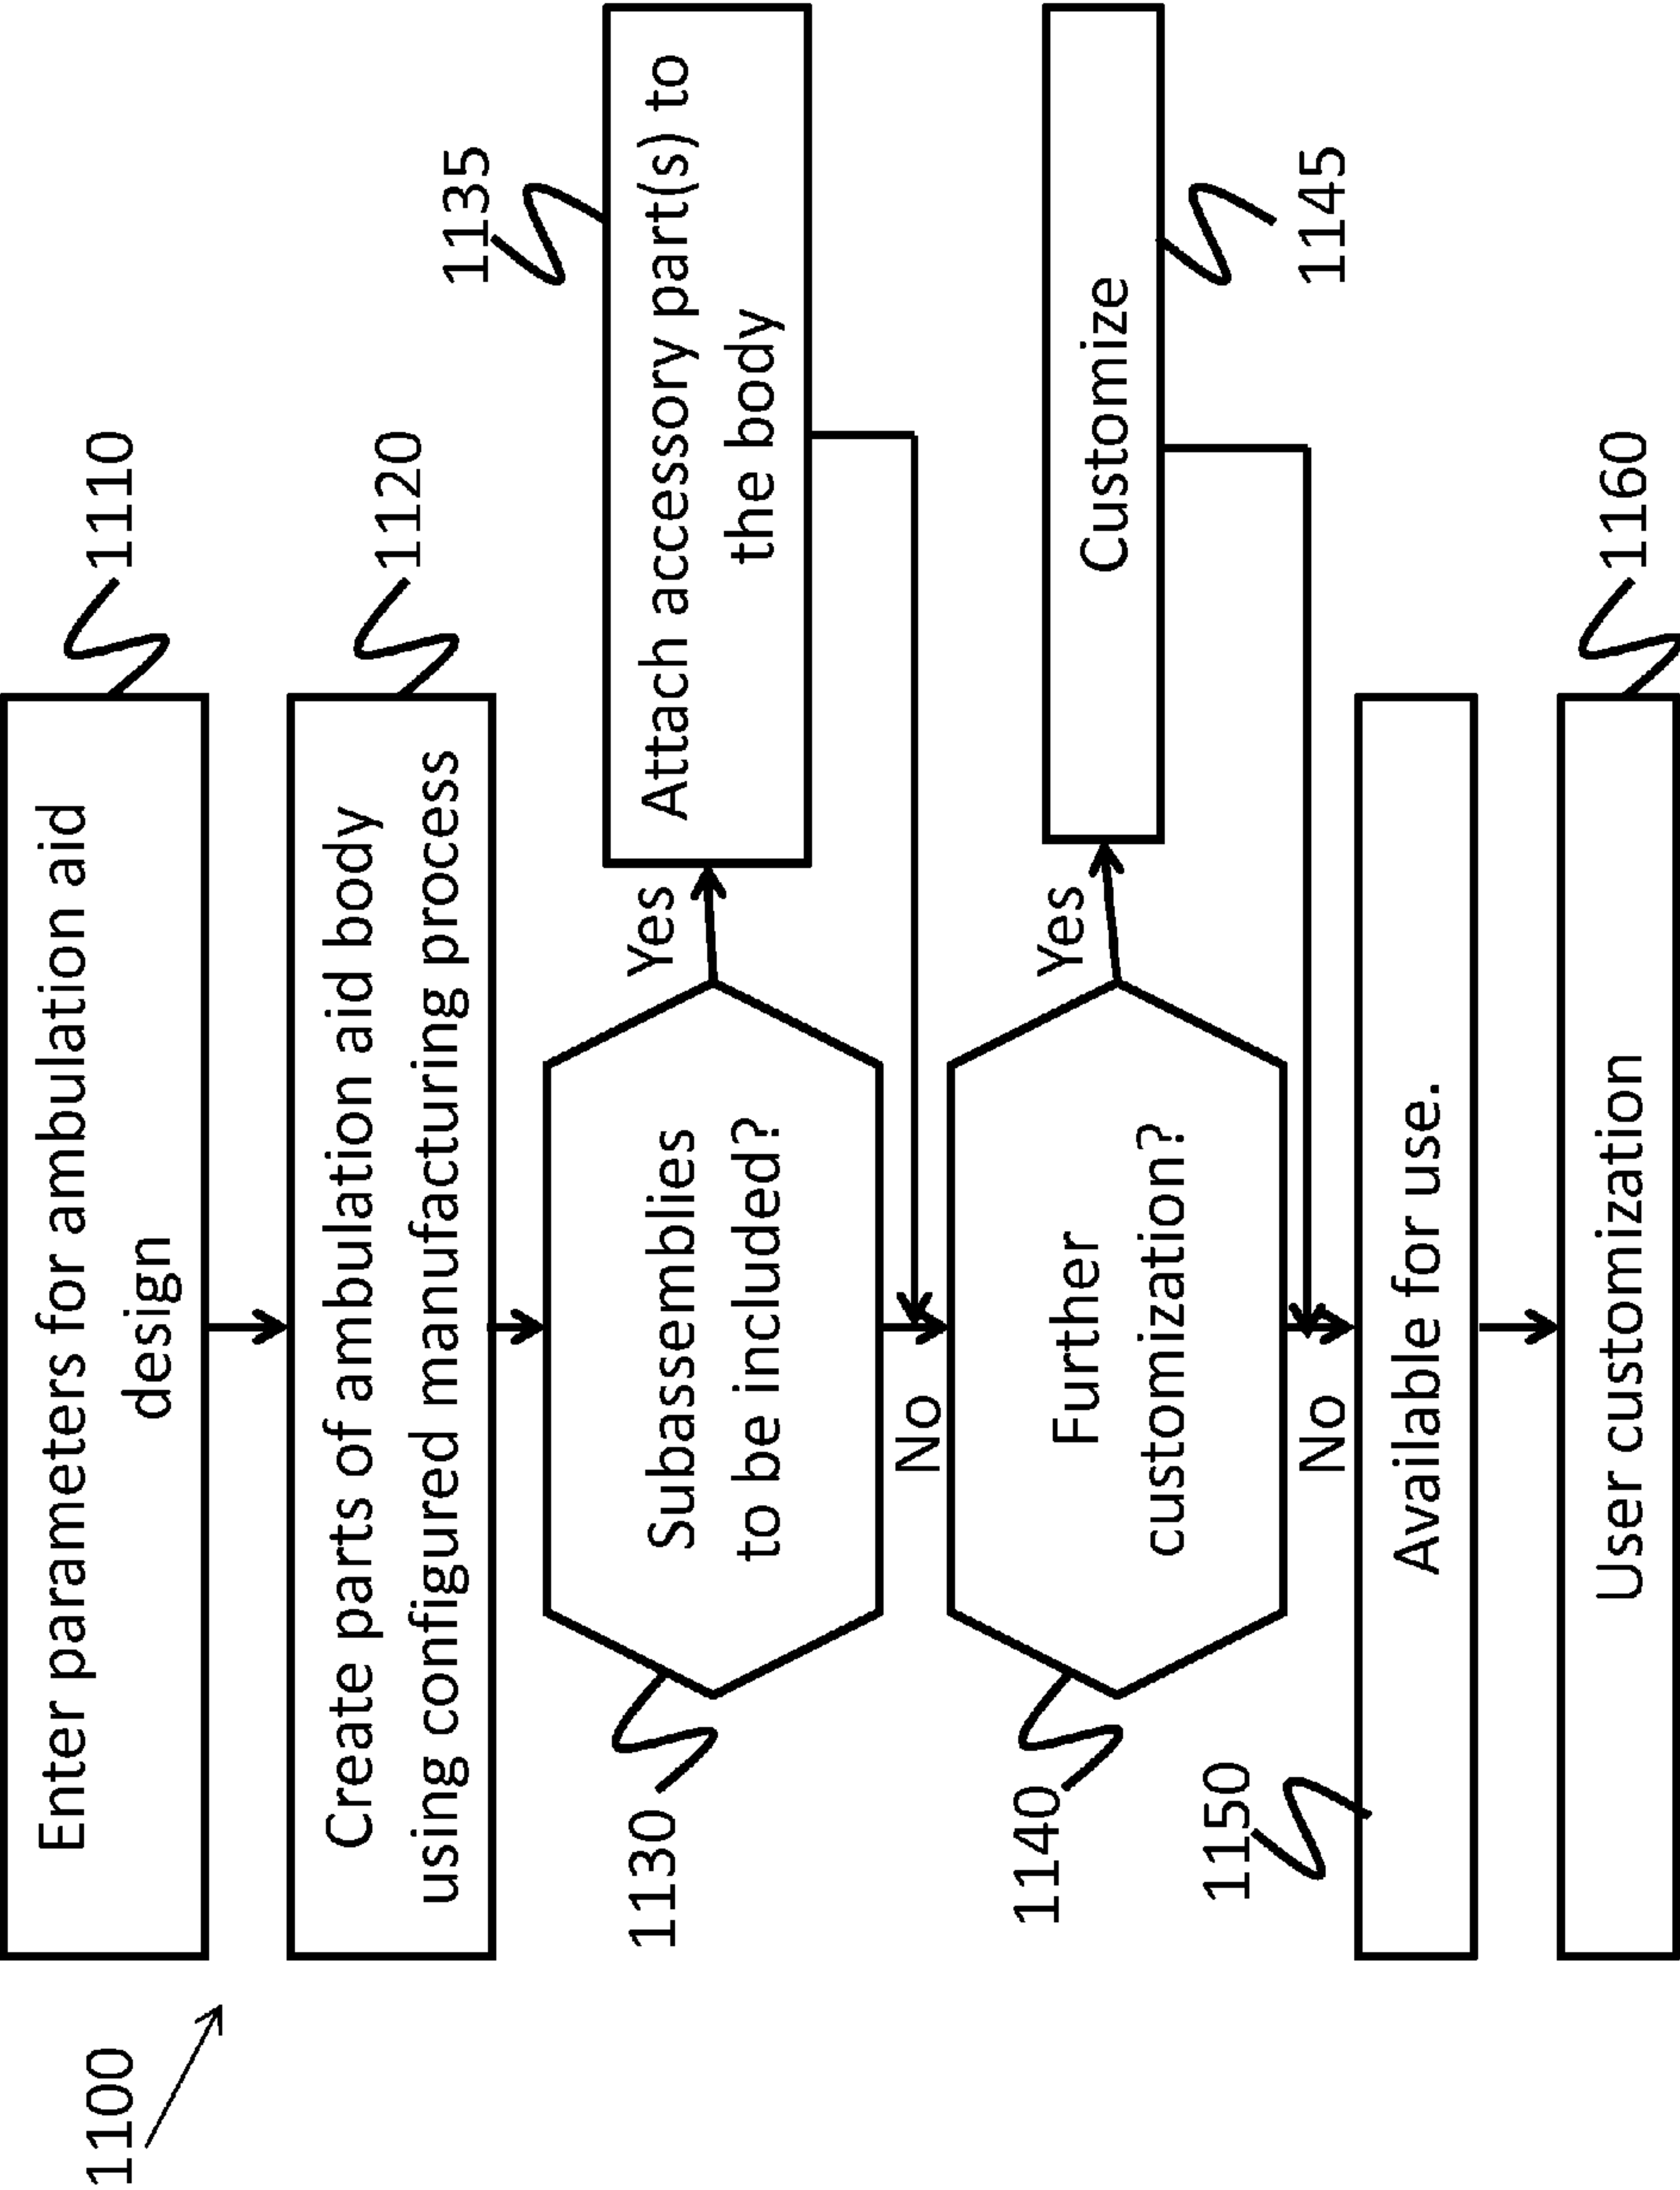 1100
Enter parameters for ambulation aid
design
1110
Create parts of ambulation aid body
using configured manufacturing process
1120
1130
Subassemblies
to be included?
Yes
Attach accessory part(s) to
the body
1135
No
1140
Further
customization?
Yes
Customize
1145
No
1150
Available for use.
User customization
1160